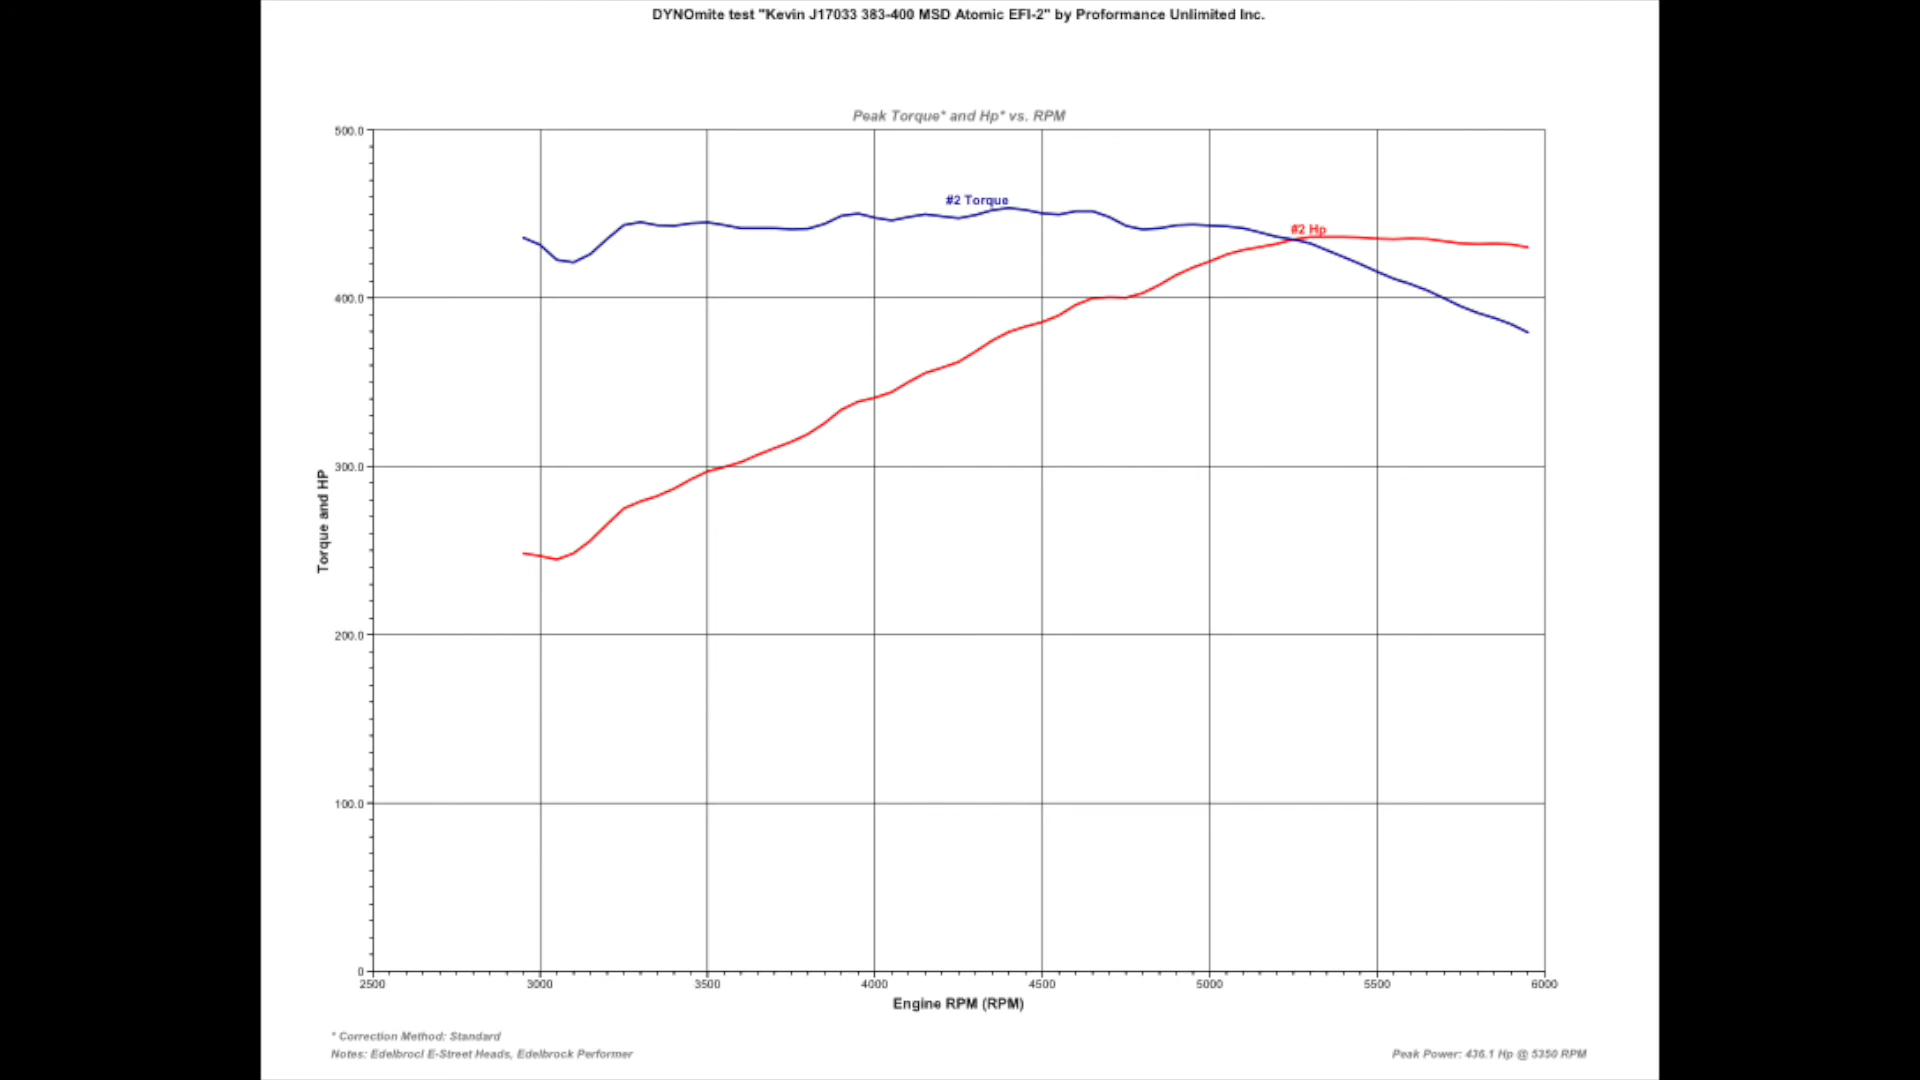 DYNOmite test "Kevin J17033 383-400 MSD Atomic EFI-2" by Proformance Unlimited Inc.
Peak Torque* and Hp* vs. RPM
500.0
#2 Torque
#2 Hp
400.0
300.0
Torque and HP
200.0
100.0
0
2500 3000 3500 4000 4500 5000 5500 6000
Engine RPM (RPM)
* Correction Method: Standard
Notes: Edelbrocl E-Street Heads, Edelbrock Performer
Peak Power: 436.1 Hp @ 5350 RPM